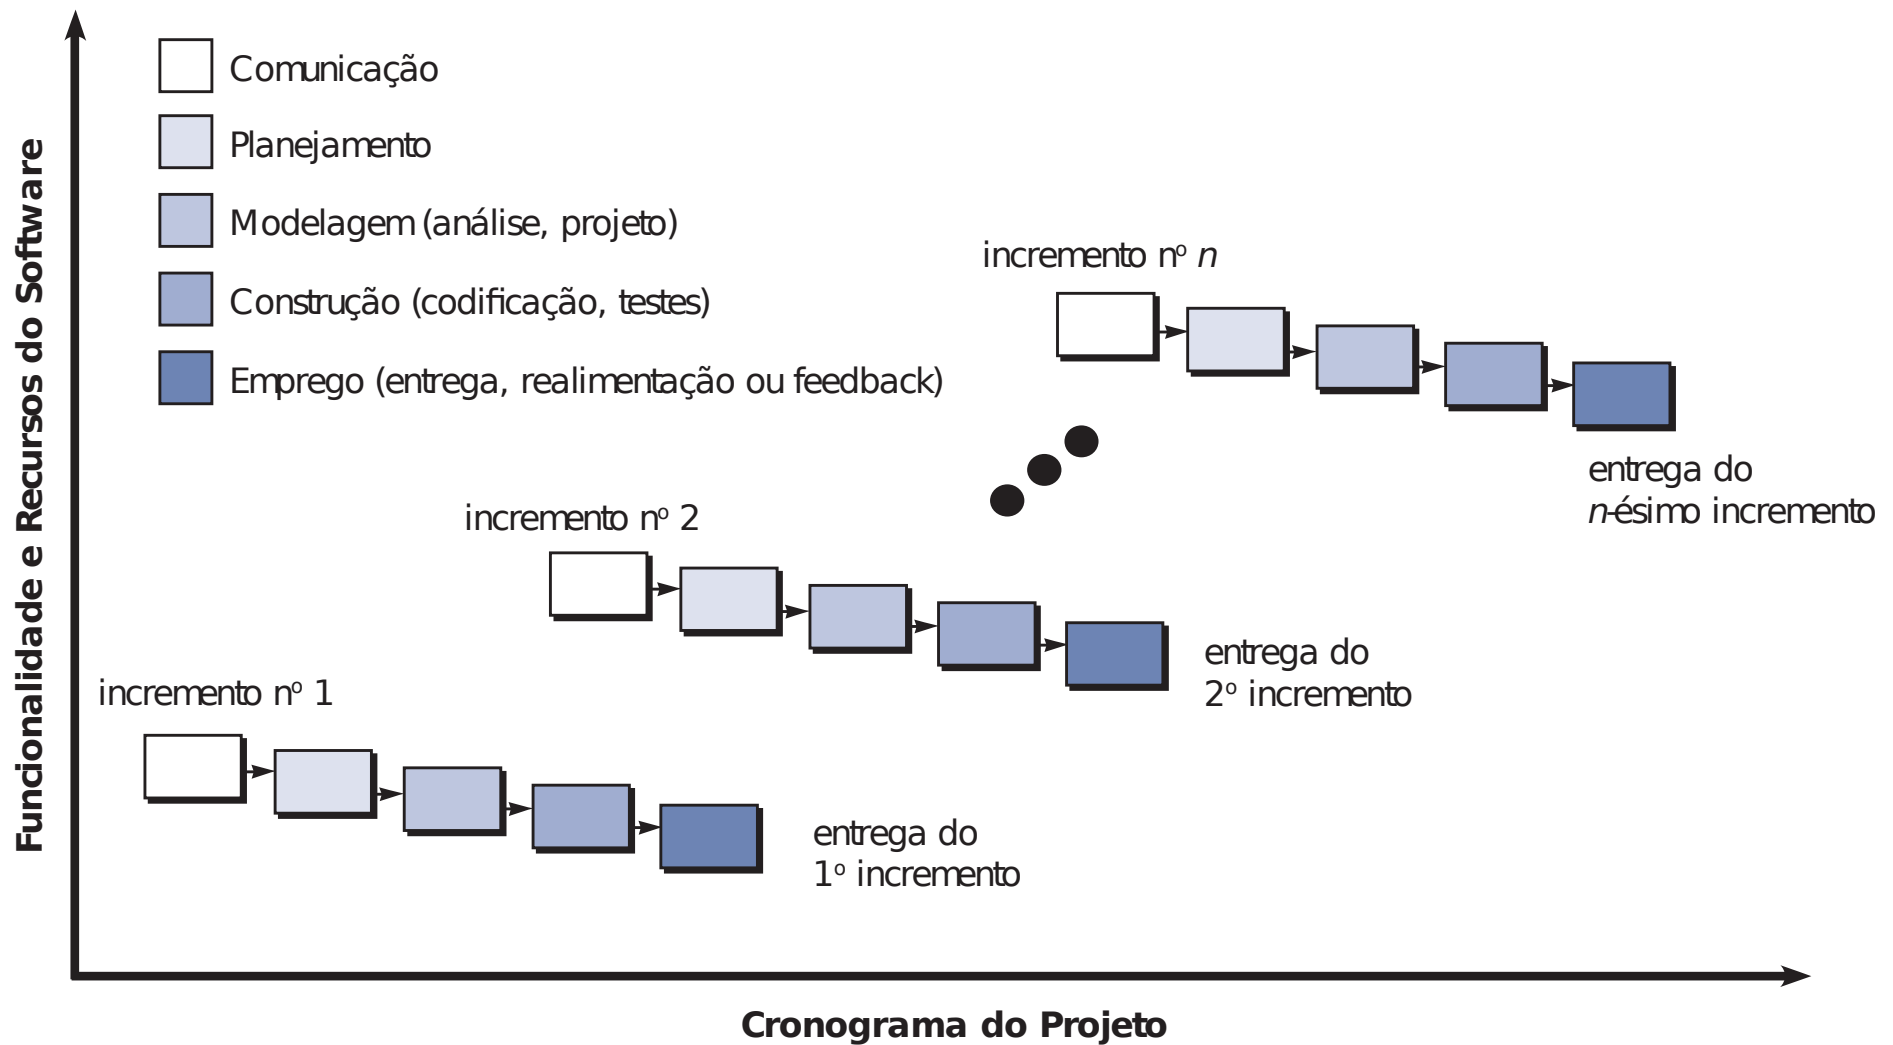 Funcionalidade e Recursos do Software
Comunicação
Planejamento
Modelagem (análise, projeto)
Construção (codificação, testes)
Emprego (entrega, realimentação ou feedback)
incremento nº n
entrega do
n-ésimo incremento
incremento nº 2
entrega do
2º incremento
incremento nº 1
entrega do
1º incremento
Cronograma do Projeto